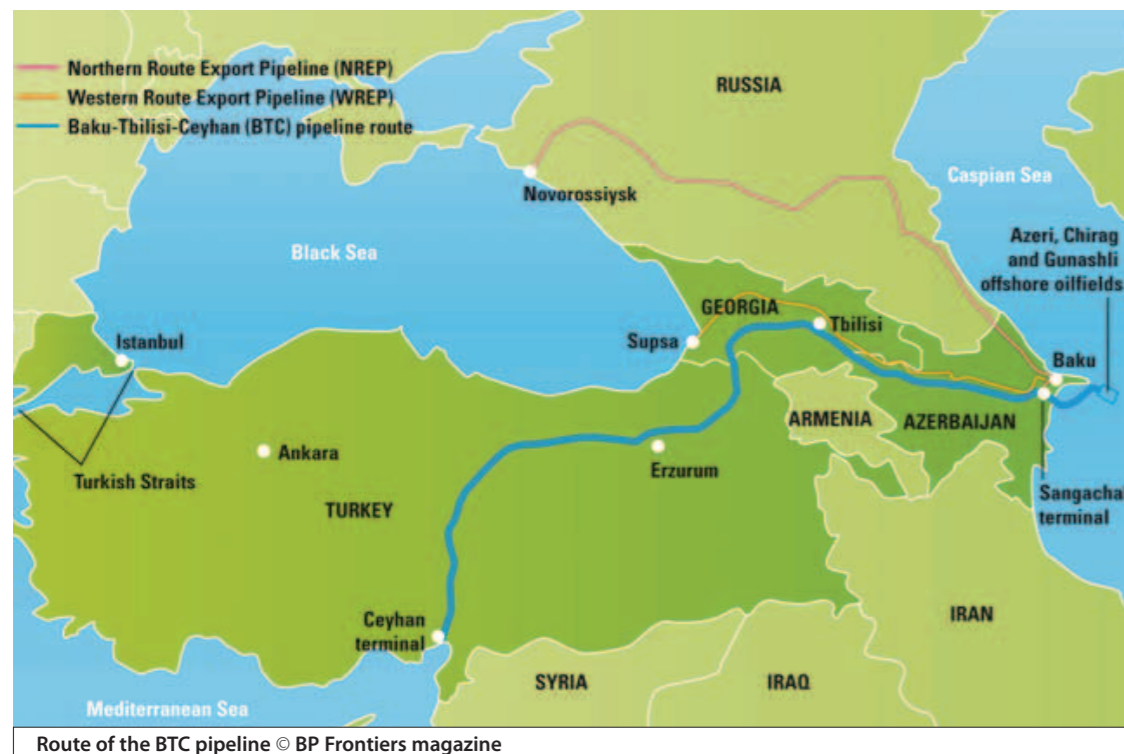 Northern Route Export Pipeline (NREP)
Western Route Export Pipeline (WREP)
Baku-Tbilisi-Ceyhan (BTC) pipeline route
RUSSIA
Caspian Sea
Novorossiysk
Azeri, Chirag
and Gunashli
offshore oilfields
Black Sea
GEORGIA
Tbilisi
Supsa
Istanbul
Baku
ARMENIA
AZERBAIJAN
Ankara
Erzurum
Turkish Straits
Sangachal
terminal
TURKEY
IRAN
Ceyhan
terminal
SYRIA
IRAQ
Mediterranean Sea
Route of the BTC pipeline © BP Frontiers magazine